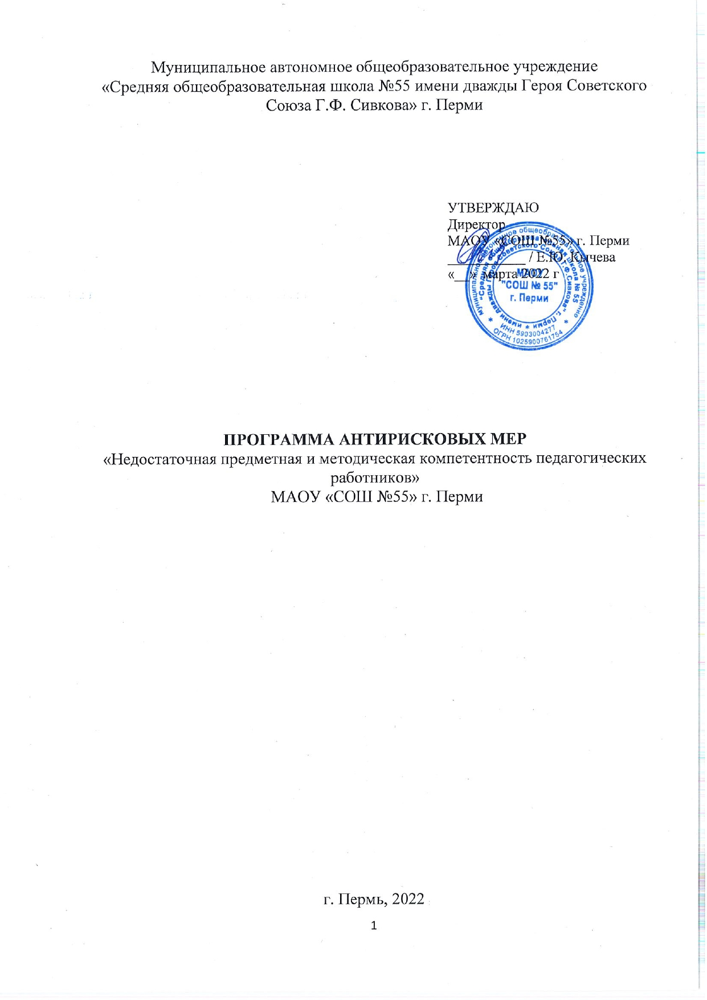 Муниципальное автономное общеобразовательное учреждение
«Средняя общеобразовательная школа №55 имени дважды Героя Советского
Союза Г.Ф. Сивкова» г. Перми
УТВЕРЖДАЮ
Директор
МАОУ «СОШ №55» г. Перми
___________ / Е.Ю. Кычева
«__» марта 2022 г
Муниципальное автономное общеобразовательное учреждение
"Средняя общеобразовательная школа № 55
имени дважды Героя Советского Союза Г.Ф.Сивкова" г. Перми
МАОУ
"СОШ № 55"
г. Перми
ИНН 5903004277
ОГРН 1025900761754
ПРОГРАММА АНТИРИСКОВЫХ МЕР
«Недостаточная предметная и методическая компетентность педагогических
работников»
МАОУ «СОШ №55» г. Перми
г. Пермь, 2022
1